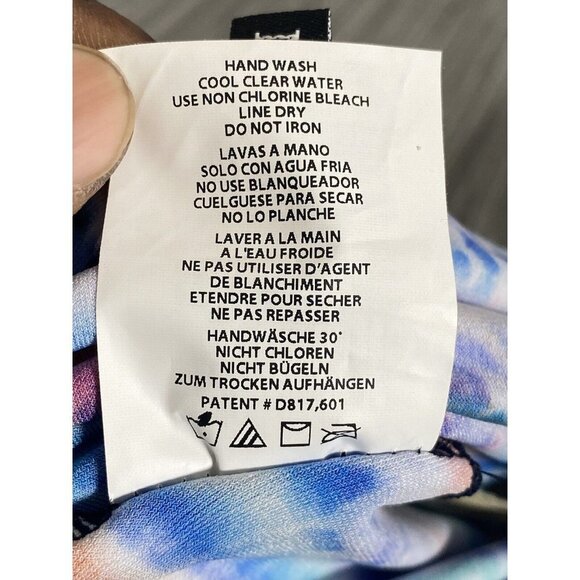 HAND WASH
COOL CLEAR WATER
USE NON CHLORINE BLEACH
LINE DRY
DO NOT IRON
LAVAS A MANO
SOLO CON AGUA FRIA
NO USE BLANQUEADOR
CUELGUESE PARA SECAR
NO LO PLANCHE
LAVER A LA MAIN
A L'EAU FROIDE
NE PAS UTILISER D'AGENT
DE BLANCHIMENT
ETENDRE POUR SECHER
NE PAS REPASSER
HANDWÄSCHE 30°
NICHT CHLOREN
NICHT BÜGELN
ZUM TROCKEN AUFHÄNGEN
PATENT # D817,601